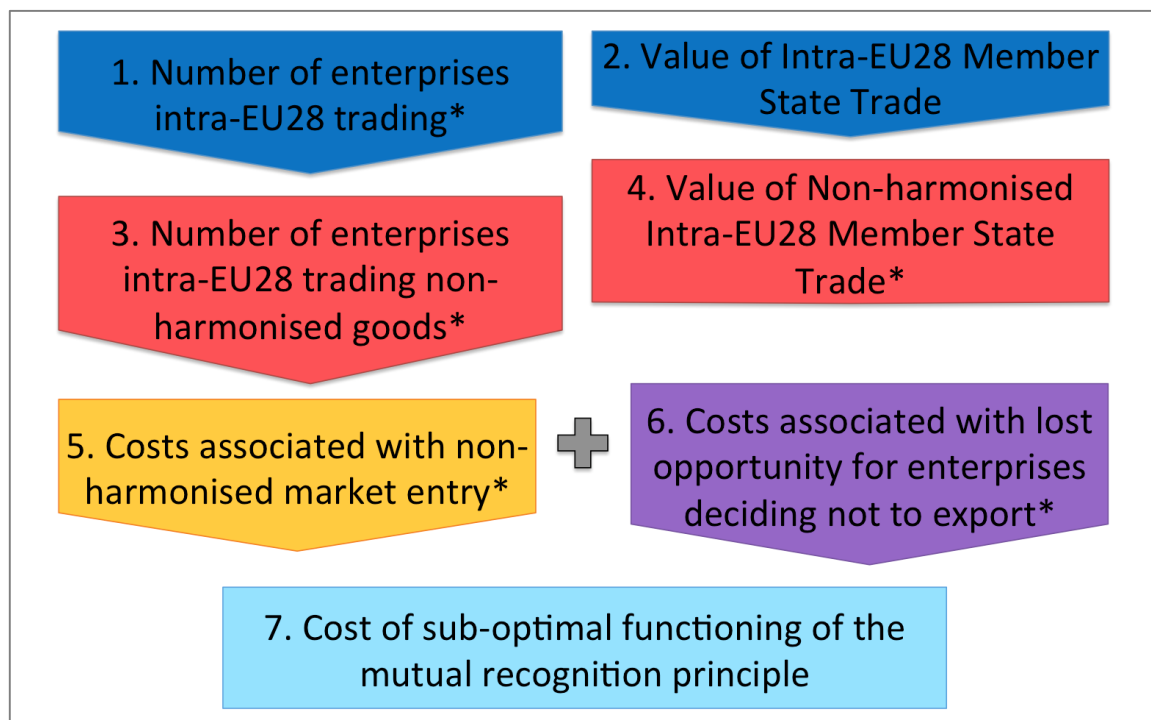 1. Number of enterprises
intra-EU28 trading*
2. Value of Intra-EU28 Member
State Trade
3. Number of enterprises
intra-EU28 trading non-
harmonised goods*
4. Value of Non-harmonised
Intra-EU28 Member State
Trade*
5. Costs associated with non-
harmonised market entry*
6. Costs associated with lost
opportunity for enterprises
deciding not to export*
7. Cost of sub-optimal functioning of the
mutual recognition principle